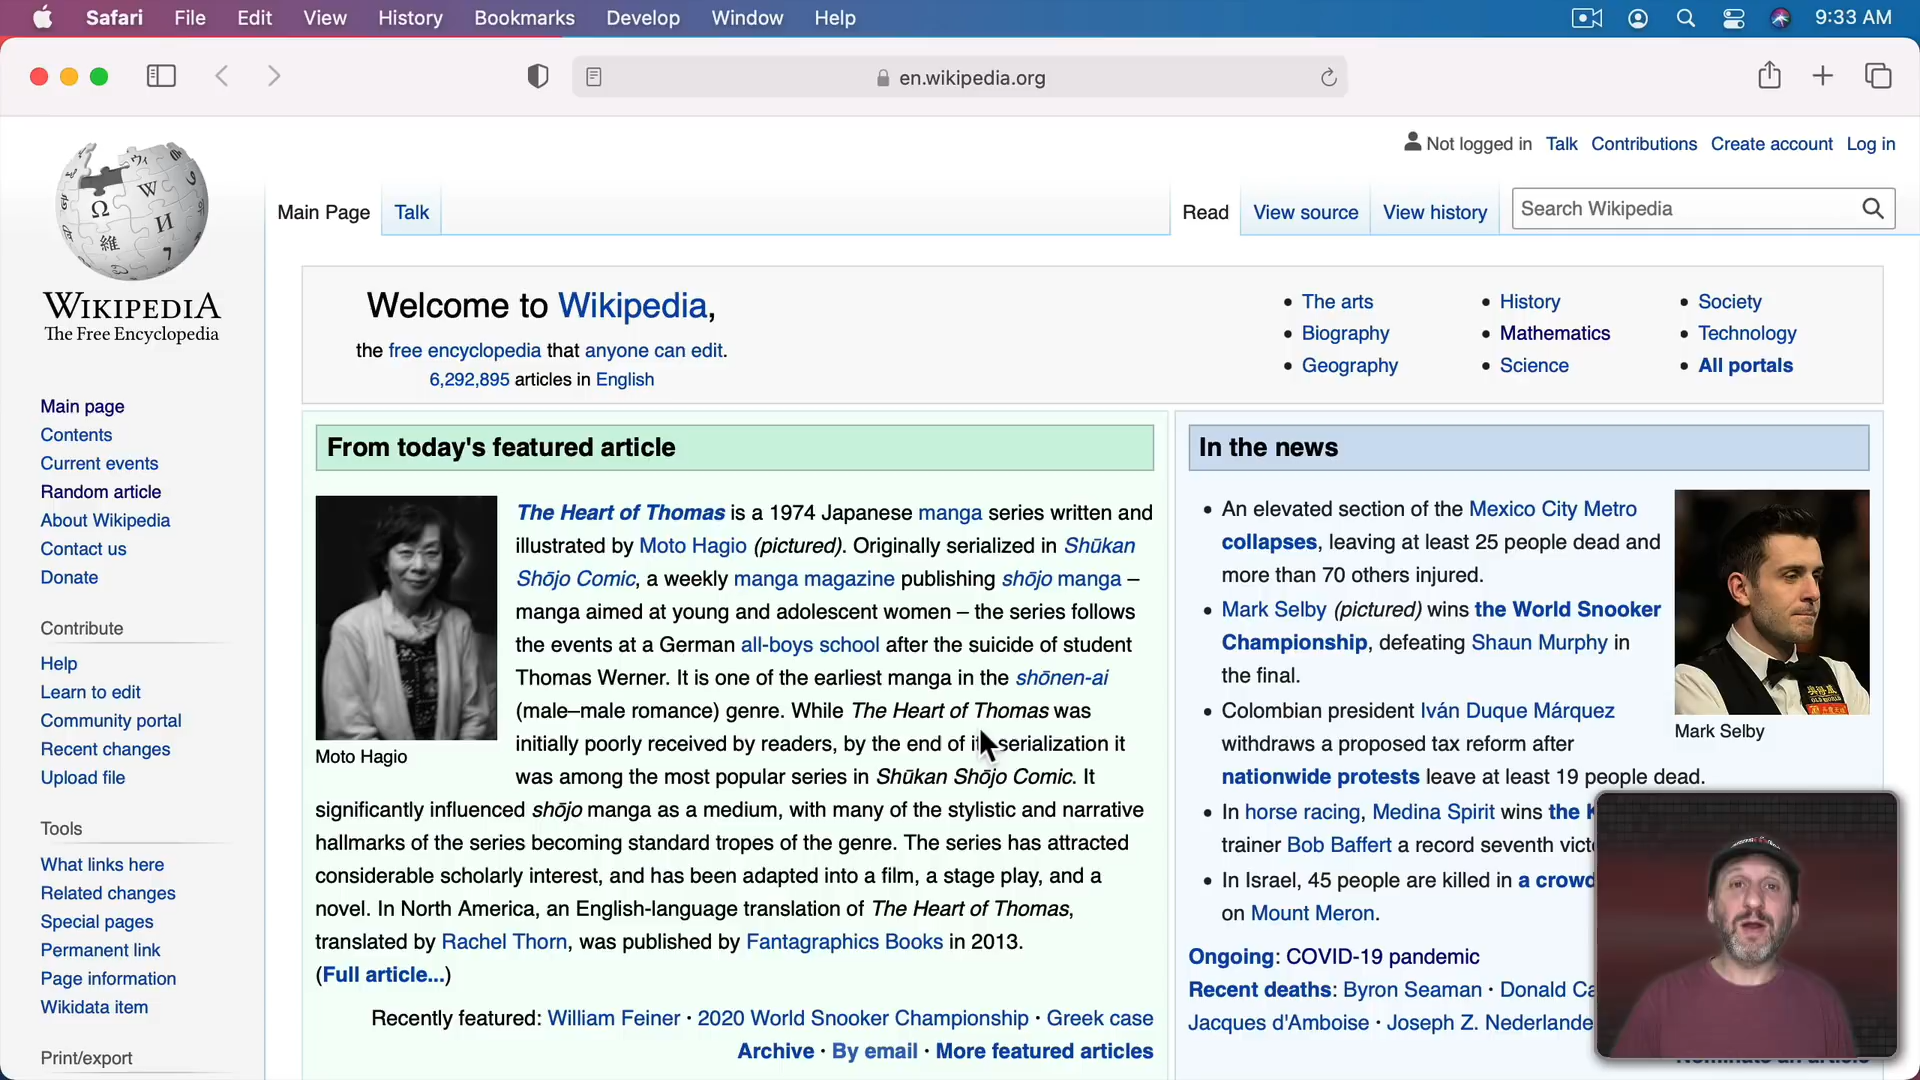 Safari File Edit View History Bookmarks Develop Window Help 9:33 AM
en.wikipedia.org
Not logged in Talk Contributions Create account Log in
Main Page Talk Read View source View history Search Wikipedia
WIKIPEDIA
The Free Encyclopedia
Main page
Contents
Current events
Random article
About Wikipedia
Contact us
Donate
Contribute
Help
Learn to edit
Community portal
Recent changes
Upload file
Tools
What links here
Related changes
Special pages
Permanent link
Page information
Wikidata item
Print/export
Welcome to Wikipedia,
the free encyclopedia that anyone can edit.
6,292,895 articles in English
The arts
Biography
Geography
History
Mathematics
Science
Society
Technology
All portals
From today's featured article
The Heart of Thomas is a 1974 Japanese manga series written and
illustrated by Moto Hagio (pictured). Originally serialized in Shūkan
Shōjo Comic, a weekly manga magazine publishing shōjo manga –
manga aimed at young and adolescent women – the series follows
the events at a German all-boys school after the suicide of student
Thomas Werner. It is one of the earliest manga in the shōnen-ai
(male–male romance) genre. While The Heart of Thomas was
initially poorly received by readers, by the end of its serialization it
was among the most popular series in Shūkan Shōjo Comic. It
Moto Hagio
significantly influenced shōjo manga as a medium, with many of the stylistic and narrative
hallmarks of the series becoming standard tropes of the genre. The series has attracted
considerable scholarly interest, and has been adapted into a film, a stage play, and a
novel. In North America, an English-language translation of The Heart of Thomas,
translated by Rachel Thorn, was published by Fantagraphics Books in 2013.
(Full article...)
Recently featured: William Feiner · 2020 World Snooker Championship · Greek case
Archive · By email · More featured articles
In the news
An elevated section of the Mexico City Metro
collapses, leaving at least 25 people dead and
more than 70 others injured.
Mark Selby (pictured) wins the World Snooker
Championship, defeating Shaun Murphy in
the final.
Colombian president Iván Duque Márquez
withdraws a proposed tax reform after
nationwide protests leave at least 19 people dead.
Mark Selby
In horse racing, Medina Spirit wins the
trainer Bob Baffert a record seventh
In Israel, 45 people are killed in a crowd
on Mount Meron.
Ongoing: COVID-19 pandemic
Recent deaths: Byron Seaman · Donald
Jacques d'Amboise · Joseph Z. Nederlande